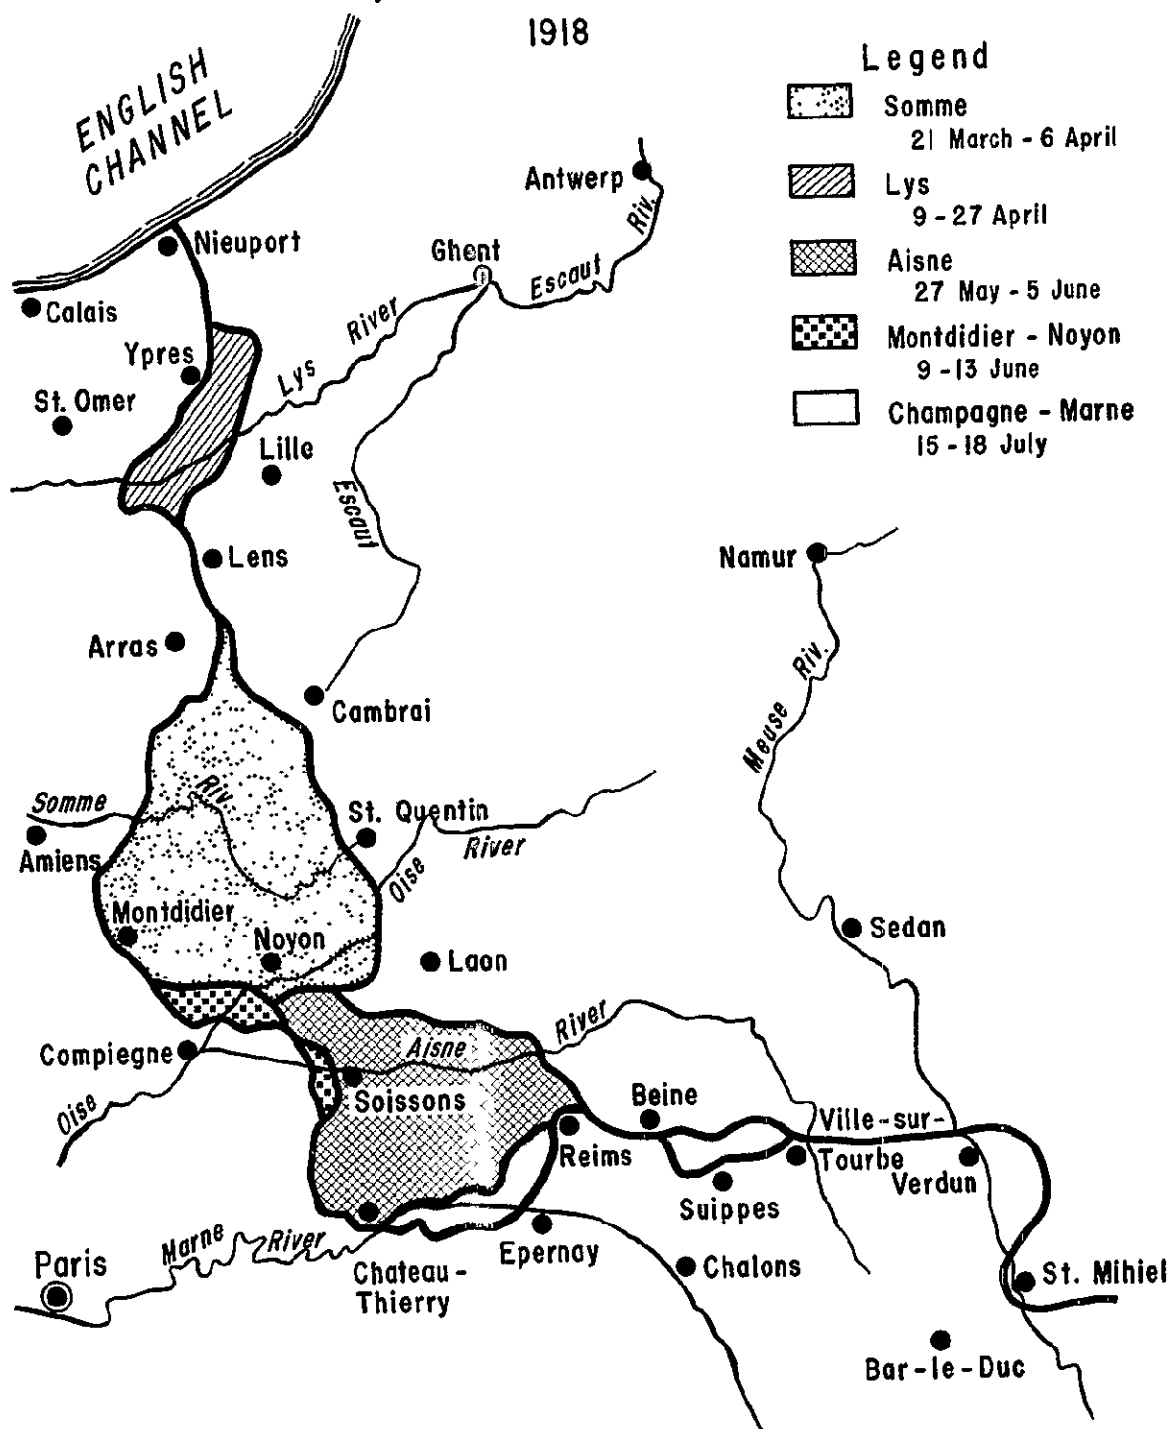 1918
ENGLISH
CHANNEL
Legend
Somme
21 March - 6 April
Lys
9 - 27 April
Aisne
27 May - 5 June
Montdidier - Noyon
9 - 13 June
Champagne - Marne
15 - 18 July
Antwerp
Riv.
Nieuport
Ghent
Escaut
Calais
River
Ypres
Lys
St. Omer
Lille
Escaut
Lens
Namur
Arras
Riv.
Cambrai
Meuse
Somme
Riv.
St. Quentin
Amiens
River
Oise
Montdidier
Noyon
Laon
Sedan
River
Compiegne
Aisne
Oise
Soissons
Beine
Ville-sur-
Tourbe
Reims
Verdun
Suippes
Marne
River
Epernay
Paris
Chateau-
Thierry
Chalons
St. Mihiel
Bar-le-Duc